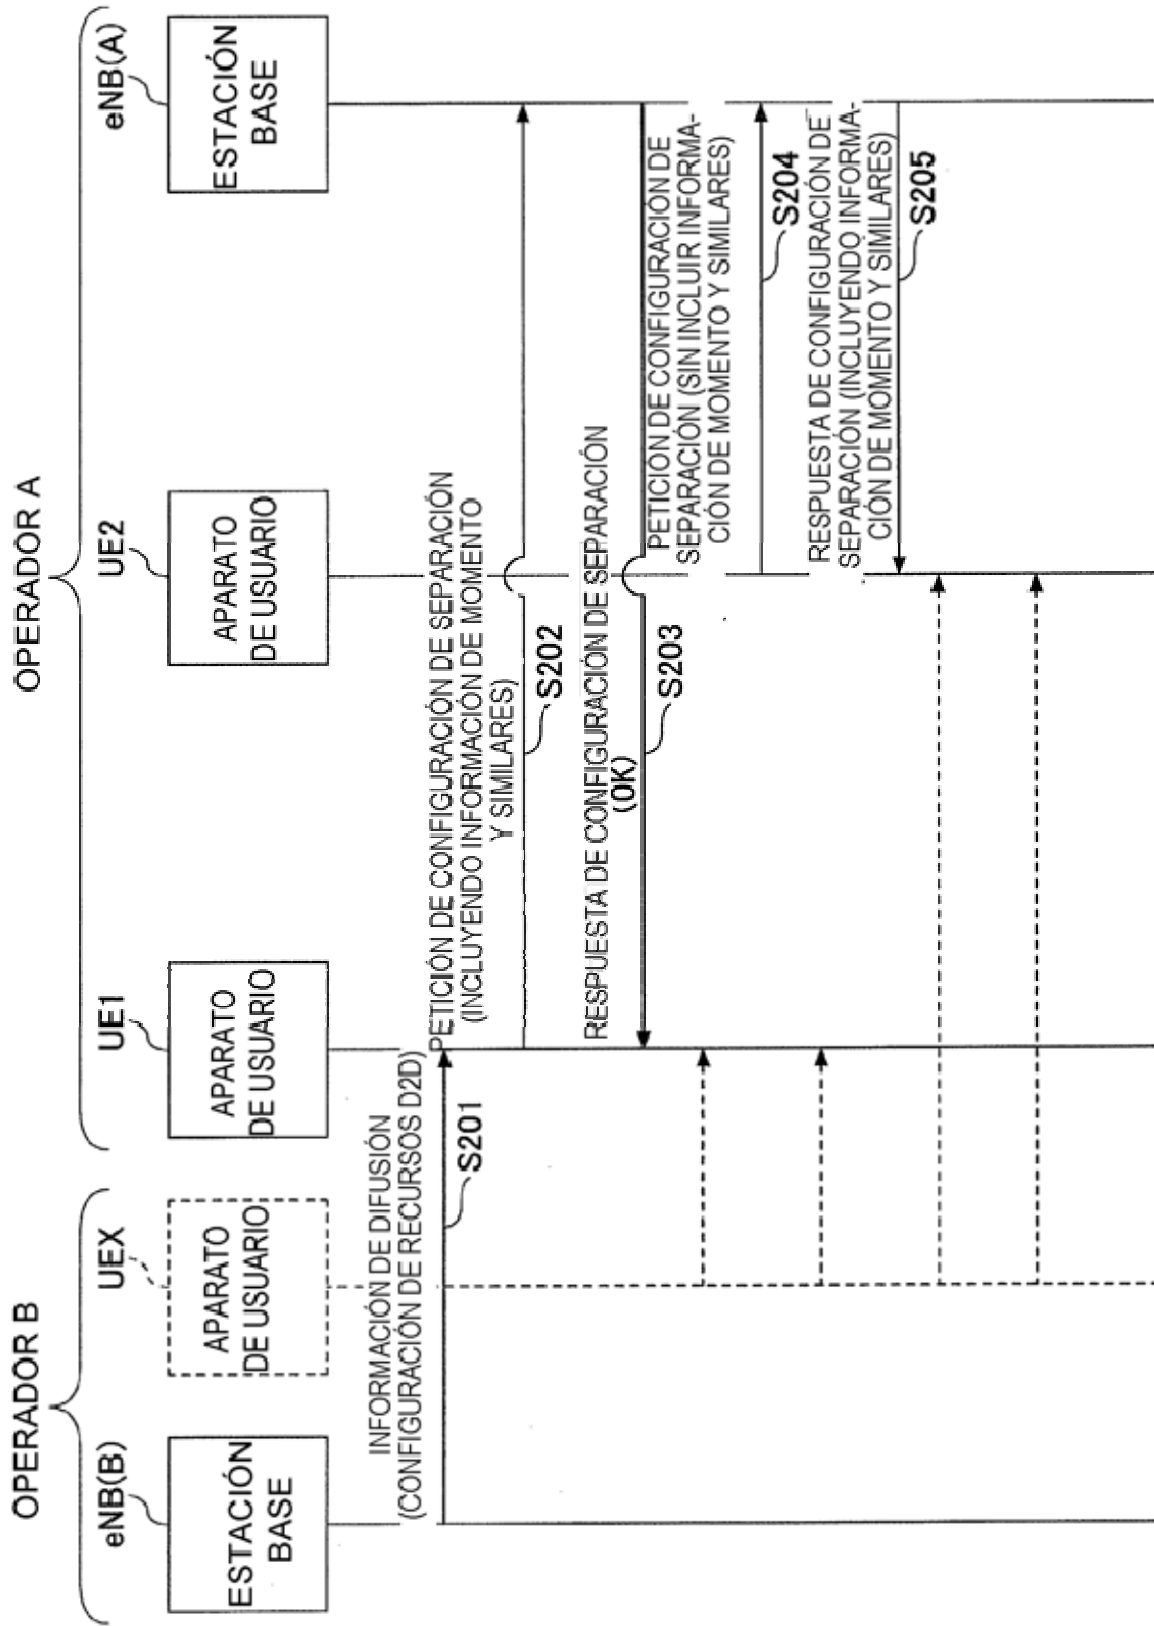 OPERADOR B
OPERADOR A
eNB(B)
UEX
UE1
UE2
eNB(A)
ESTACIÓN
BASE
APARATO
DE USUARIO
APARATO
DE USUARIO
APARATO
DE USUARIO
ESTACIÓN
BASE
INFORMACIÓN DE DIFUSIÓN
(CONFIGURACIÓN DE RECURSOS D2D)
S201
PETICIÓN DE CONFIGURACIÓN DE SEPARACIÓN
(INCLUYENDO INFORMACIÓN DE MOMENTO
Y SIMILARES)
S202
RESPUESTA DE CONFIGURACIÓN DE SEPARACIÓN
(OK)
S203
PETICIÓN DE CONFIGURACIÓN DE
SEPARACIÓN (SIN INCLUIR INFORMA-
CIÓN DE MOMENTO Y SIMILARES)
S204
RESPUESTA DE CONFIGURACIÓN DE
SEPARACIÓN (INCLUYENDO INFORMA-
CIÓN DE MOMENTO Y SIMILARES)
S205